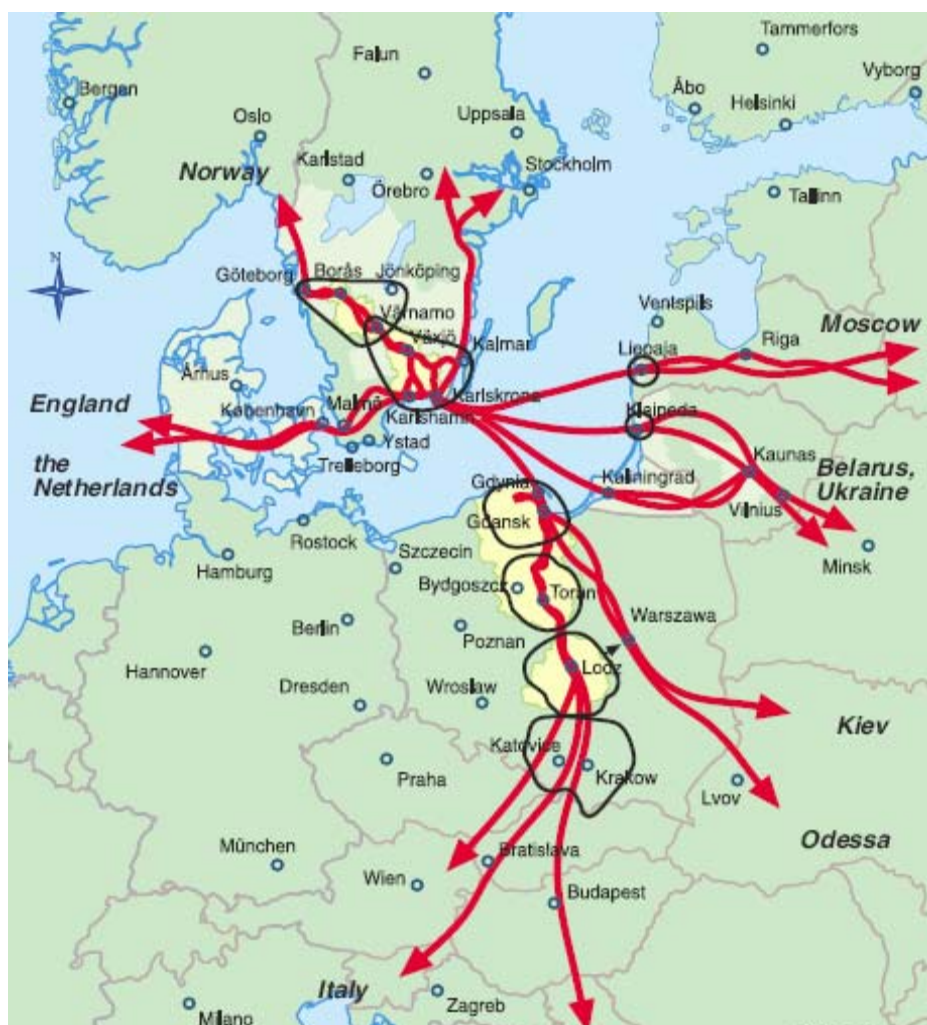 Tammerfors
Falun
Vyborg
Bergen
Åbo
Helsinki
Oslo
Uppsala
Karlstad
Stockholm
Norway
Örebro
Tallinn
N
Göteborg
Borås
Jönköping
Ventspils
Värnamo
Moscow
Växjö
Riga
Kalmar
Liepaja
Århus
England
København
Malmö
Karlskrona
Karlshamn
Klaipeda
Ystad
the
Netherlands
Trelleborg
Kaunas
Belarus,
Ukraine
Gdynia
Kaliningrad
Vilnius
Gdansk
Rostock
Szczecin
Hamburg
Minsk
Bydgoszcz
Torun
Berlin
Poznan
Warszawa
Hannover
Lodz
Dresden
Wroslaw
Kiev
Katovice
Krakow
Praha
Lvov
Odessa
München
Bratislava
Wien
Budapest
Italy
Zagreb
Milano